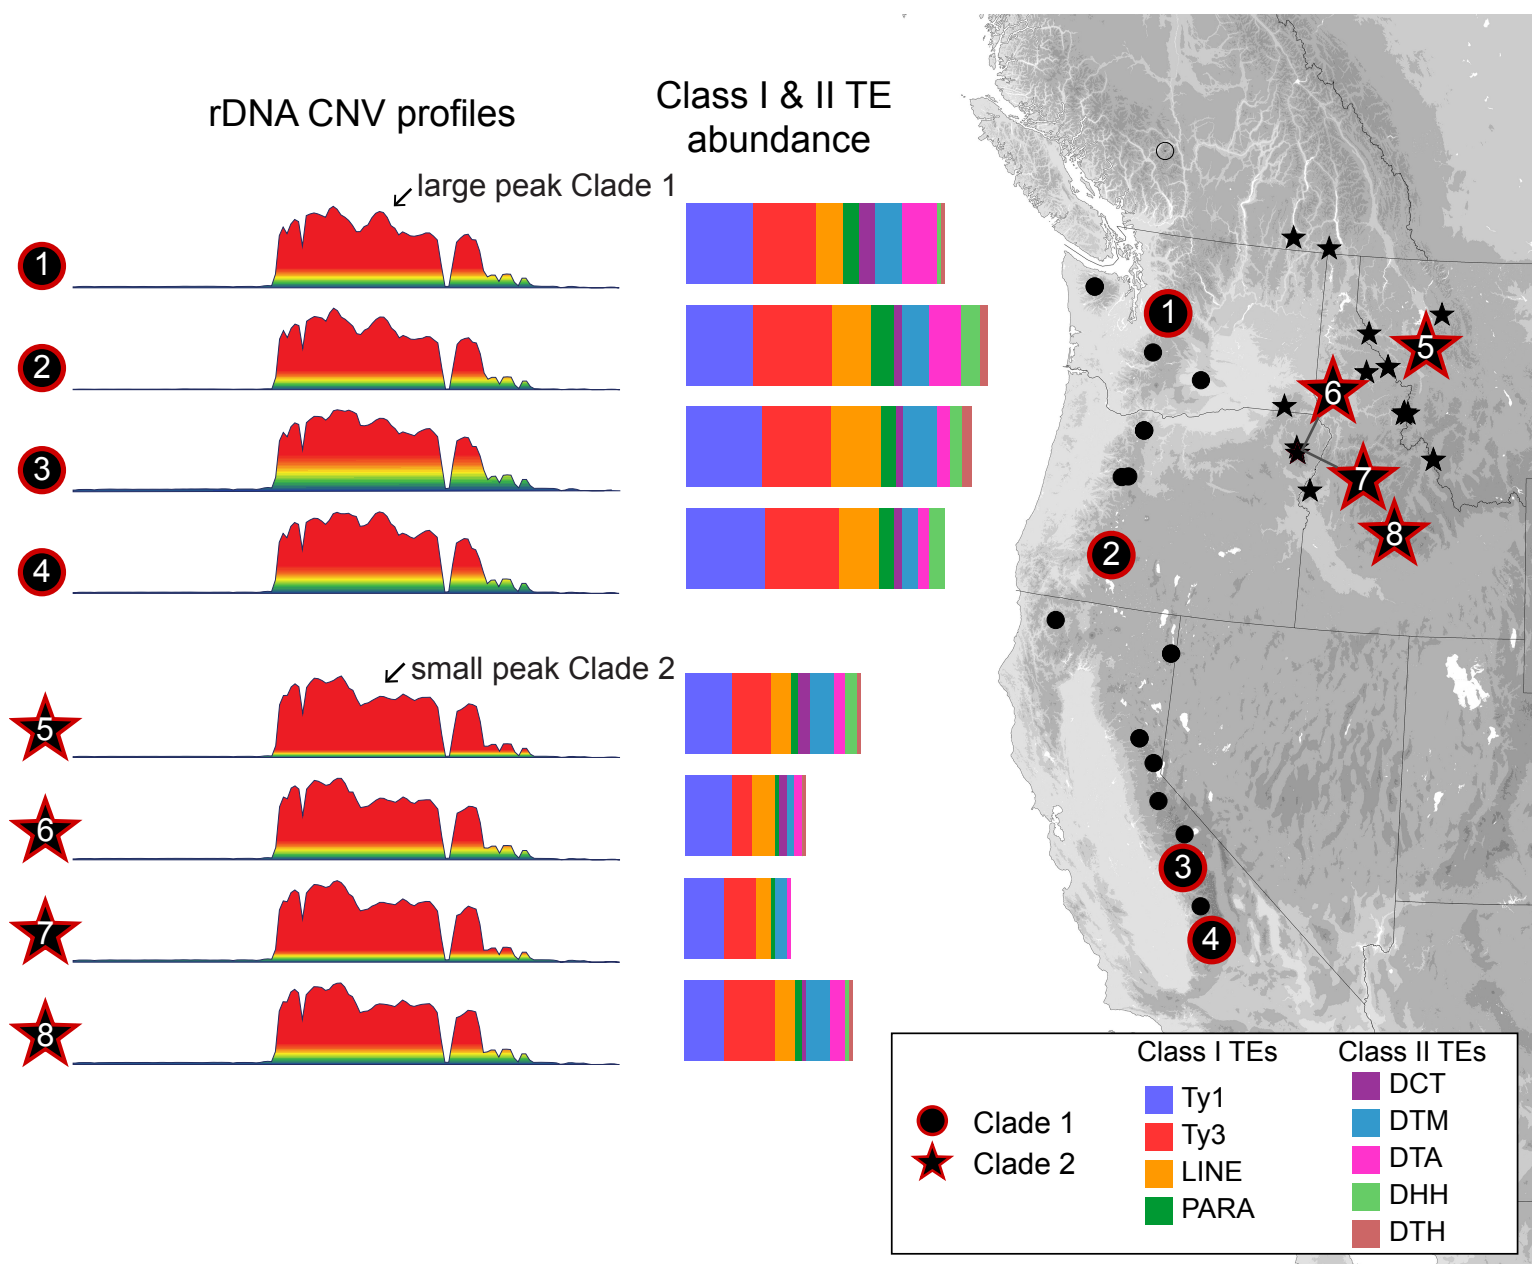 rDNA CNV profiles
Class I & II TE
abundance
large peak Clade 1
1
2
3
4
small peak Clade 2
5
6
7
8
1
2
3
4
5
6
7
8
Clade 1
Clade 2
Class I TEs
Ty1
Ty3
LINE
PARA
Class II TEs
DCT
DTM
DTA
DHH
DTH